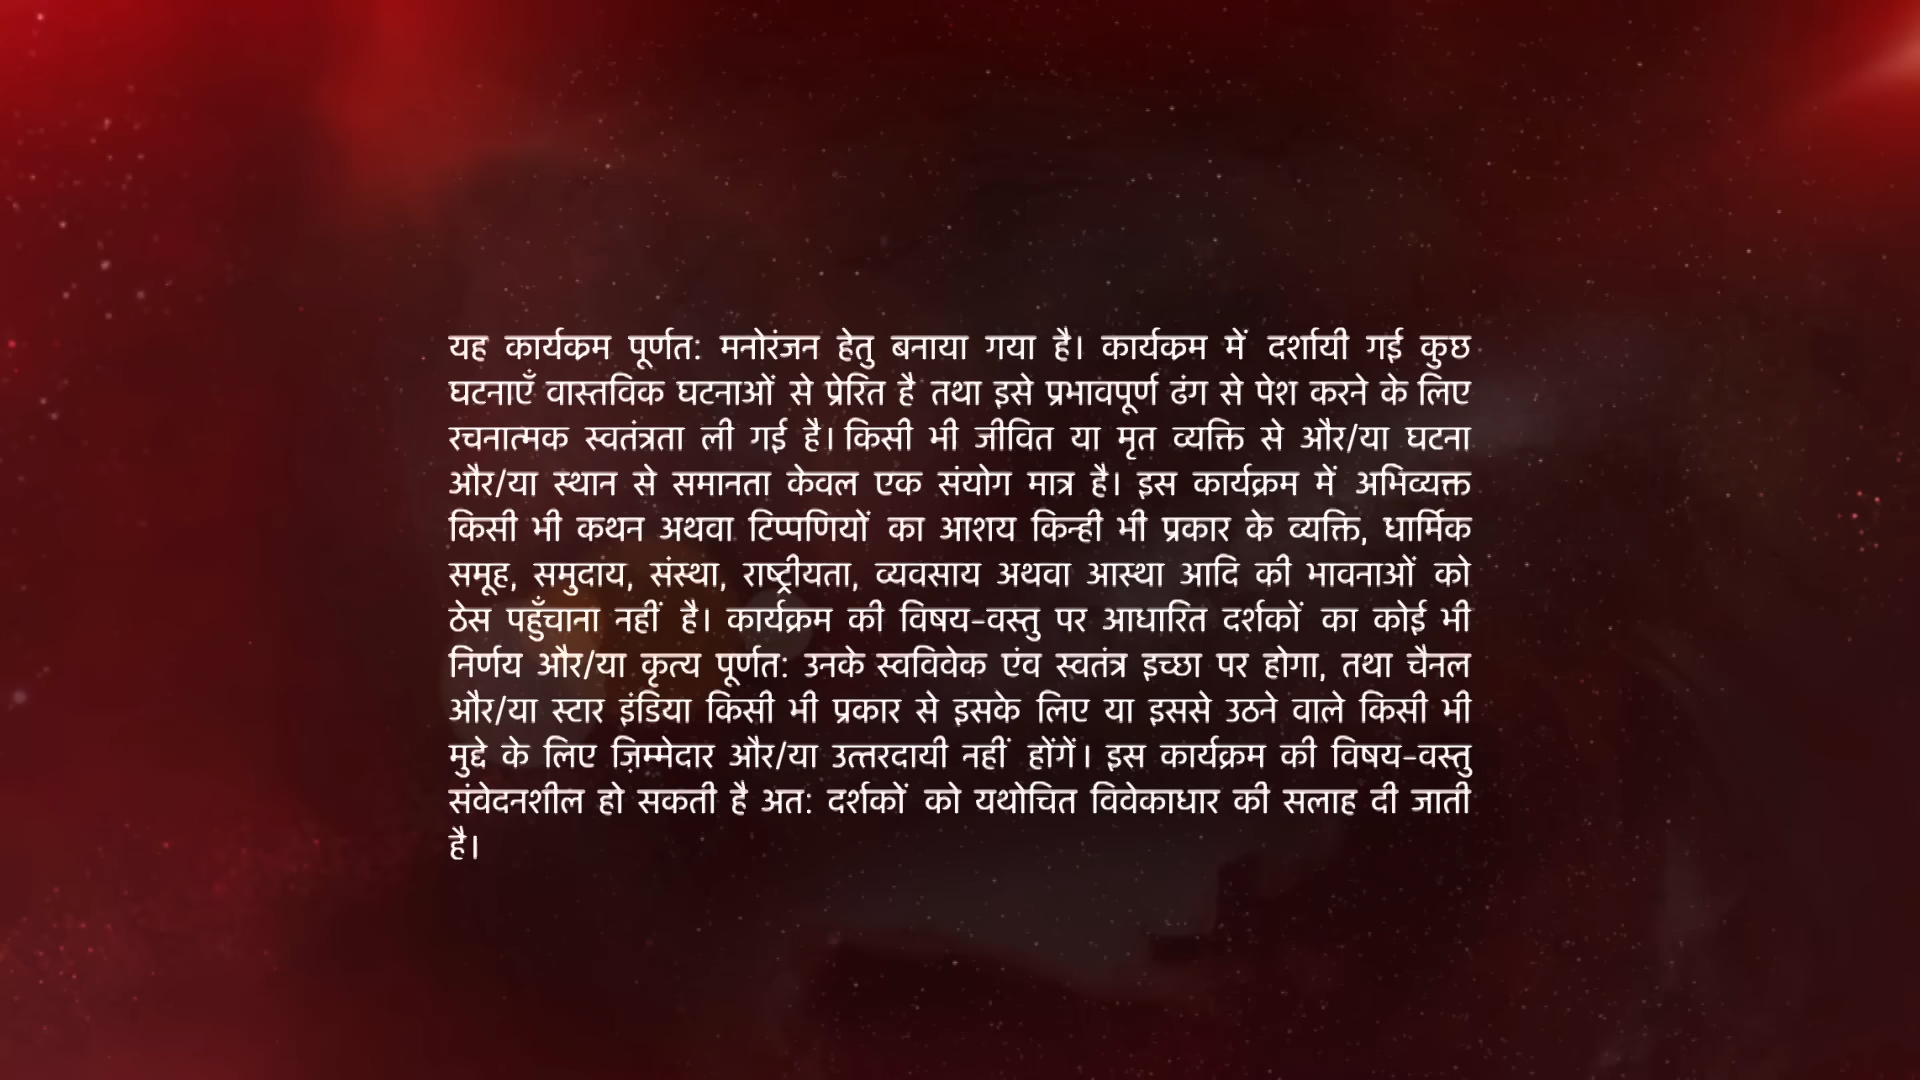 यह कार्यक्रम पूर्णत: मनोरंजन हेतु बनाया गया है। कार्यक्रम में दर्शायी गई कुछ
घटनाएँ वास्तविक घटनाओं से प्रेरित है तथा इसे प्रभावपूर्ण ढंग से पेश करने के लिए
रचनात्मक स्वतंत्रता ली गई है। किसी भी जीवित या मृत व्यक्ति से और/या घटना
और/या स्थान से समानता केवल एक संयोग मात्र है। इस कार्यक्रम में अभिव्यक्त
किसी भी कथन अथवा टिप्पणियों का आशय किन्ही भी प्रकार के व्यक्ति, धार्मिक
समूह, समुदाय, संस्था, राष्ट्रीयता, व्यवसाय अथवा आस्था आदि की भावनाओं को
ठेस पहुँचाना नहीं है। कार्यक्रम की विषय-वस्तु पर आधारित दर्शकों का कोई भी
निर्णय और/या कृत्य पूर्णत: उनके स्वविवेक एंव स्वतंत्र इच्छा पर होगा, तथा चैनल
और/या स्टार इंडिया किसी भी प्रकार से इसके लिए या इससे उठने वाले किसी भी
मुद्दे के लिए ज़िम्मेदार और/या उत्तरदायी नहीं होंगें। इस कार्यक्रम की विषय-वस्तु
संवेदनशील हो सकती है अत: दर्शकों को यथोचित विवेकाधार की सलाह दी जाती
है।